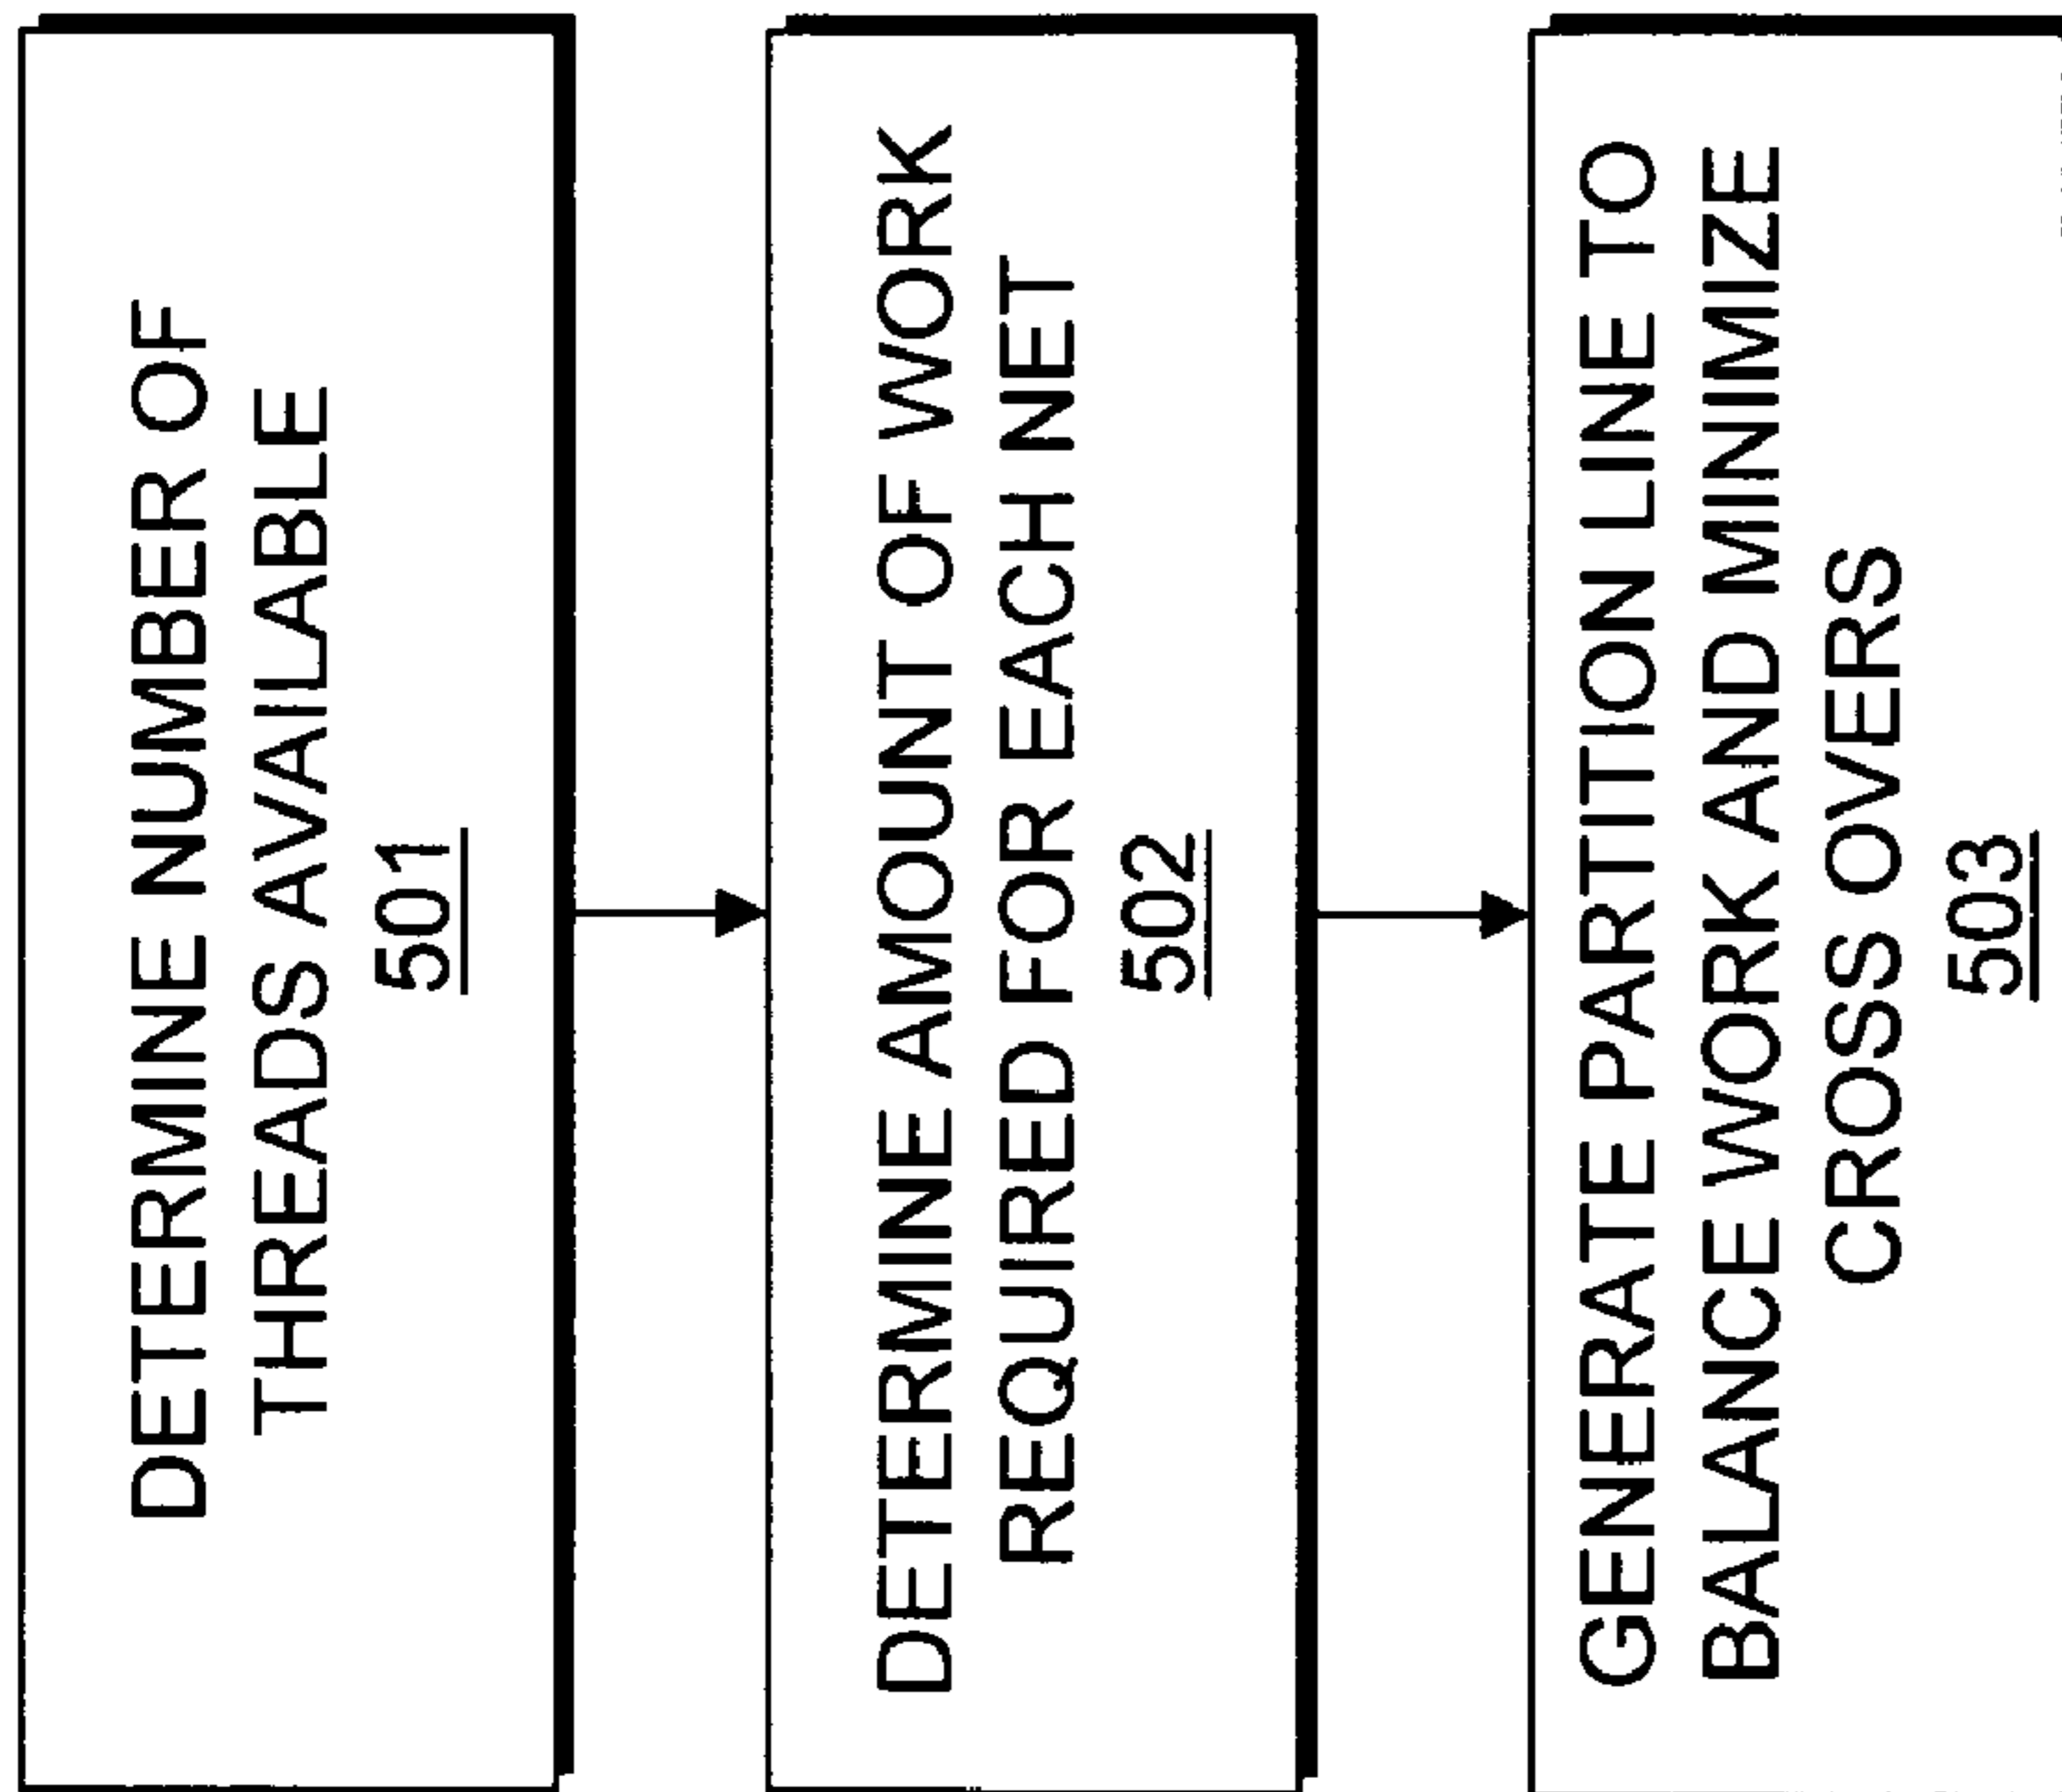 DETERMINE NUMBER OF
THREADS AVAILABLE
501
DETERMINE AMOUNT OF WORK
REQUIRED FOR EACH NET
502
GENERATE PARTITION LINE TO
BALANCE WORK AND MINIMIZE
CROSS OVERS
503